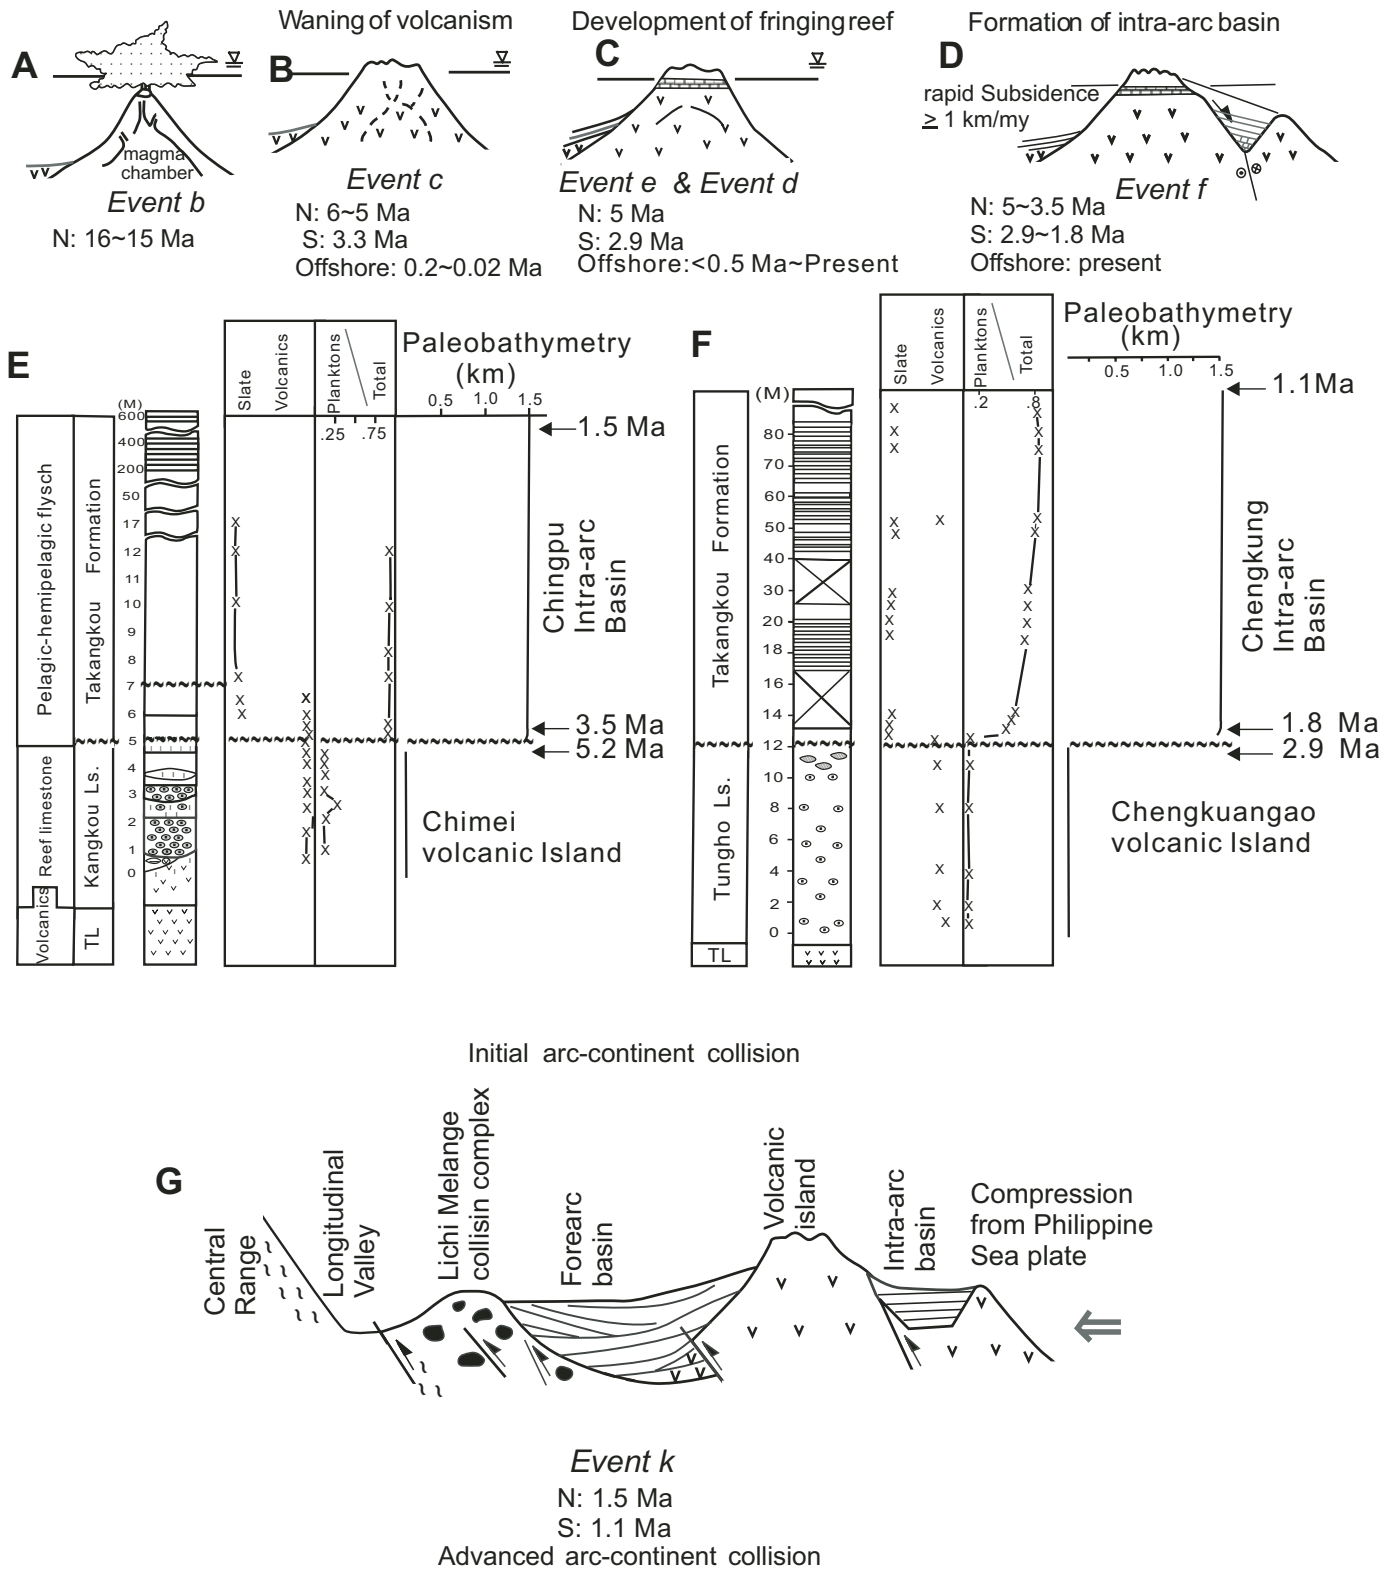 Waning of volcanism
Development of fringing reef
Formation of intra-arc basin
A
B
C
D
rapid Subsidence
≥ 1 km/my
magma
chamber
Event b
N: 16~15 Ma
Event c
N: 6~5 Ma
S: 3.3 Ma
Offshore: 0.2~0.02 Ma
Event e & Event d
N: 5 Ma
S: 2.9 Ma
Offshore:<0.5 Ma~Present
Event f
N: 5~3.5 Ma
S: 2.9~1.8 Ma
Offshore: present
E
Slate
Volcanics
Planktons
Total
Paleobathymetry
(km)
0.5 1.0 1.5
.25 .75
(M)
600
400
200
50
17
12
11
10
9
8
7
6
5
4
3
2
1
0
Pelagic-hemipelagic flysch
Takangkou Formation
Reef limestone
Kangkou Ls.
Volcanics
TL
1.5 Ma
Chingpu
Intra-arc
Basin
3.5 Ma
5.2 Ma
Chimei
volcanic Island
F
Slate
Volcanics
Planktons
Total
Paleobathymetry
(km)
0.5 1.0 1.5
.2 .8
(M)
80
70
60
50
40
30
20
18
16
14
12
10
8
6
4
2
0
Takangkou Formation
Tungho Ls.
TL
1.1Ma
Chengkung
Intra-arc
Basin
1.8 Ma
2.9 Ma
Chengkuangao
volcanic Island
Initial arc-continent collision
G
Central
Range
Longitudinal
Valley
Lichi Melange
collisin complex
Forearc
basin
Volcanic
island
Intra-arc
basin
Compression
from Philippine
Sea plate
Event k
N: 1.5 Ma
S: 1.1 Ma
Advanced arc-continent collision